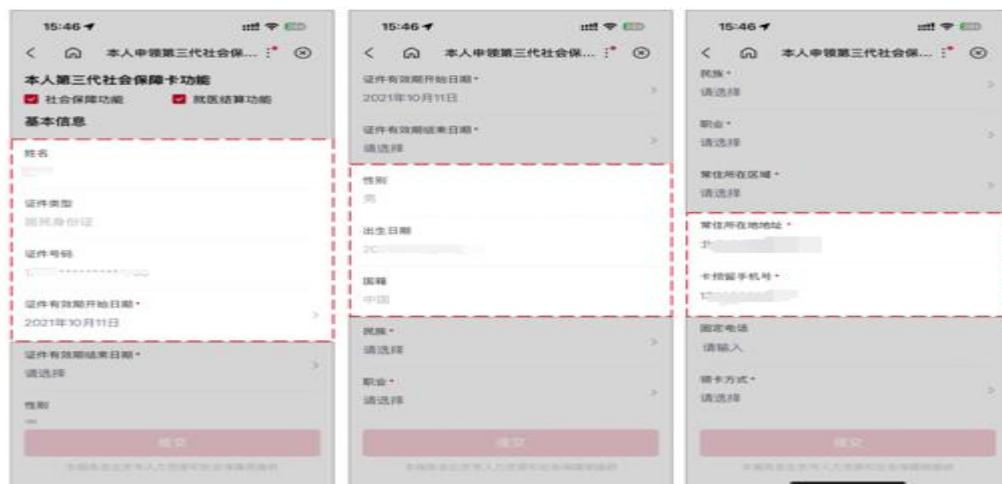 15:46
本人申领第三代社会保...
本人第三代社会保障卡功能
社会保障功能 就医结算功能
基本信息
姓名
证件类型
居民身份证
证件号码
证件有效期开始日期*
2021年10月11日
证件有效期结束日期*
请选择
性别
提交
15:46
本人申领第三代社会保...
证件有效期开始日期*
2021年10月11日
证件有效期结束日期*
请选择
性别
男
出生日期
国籍
中国
民族*
请选择
职业*
请选择
提交
15:46
本人申领第三代社会保...
民族*
请选择
职业*
请选择
常住所在区域*
请选择
常住所在地地址*
卡预留手机号*
固定电话
请输入
领卡方式*
请选择
提交